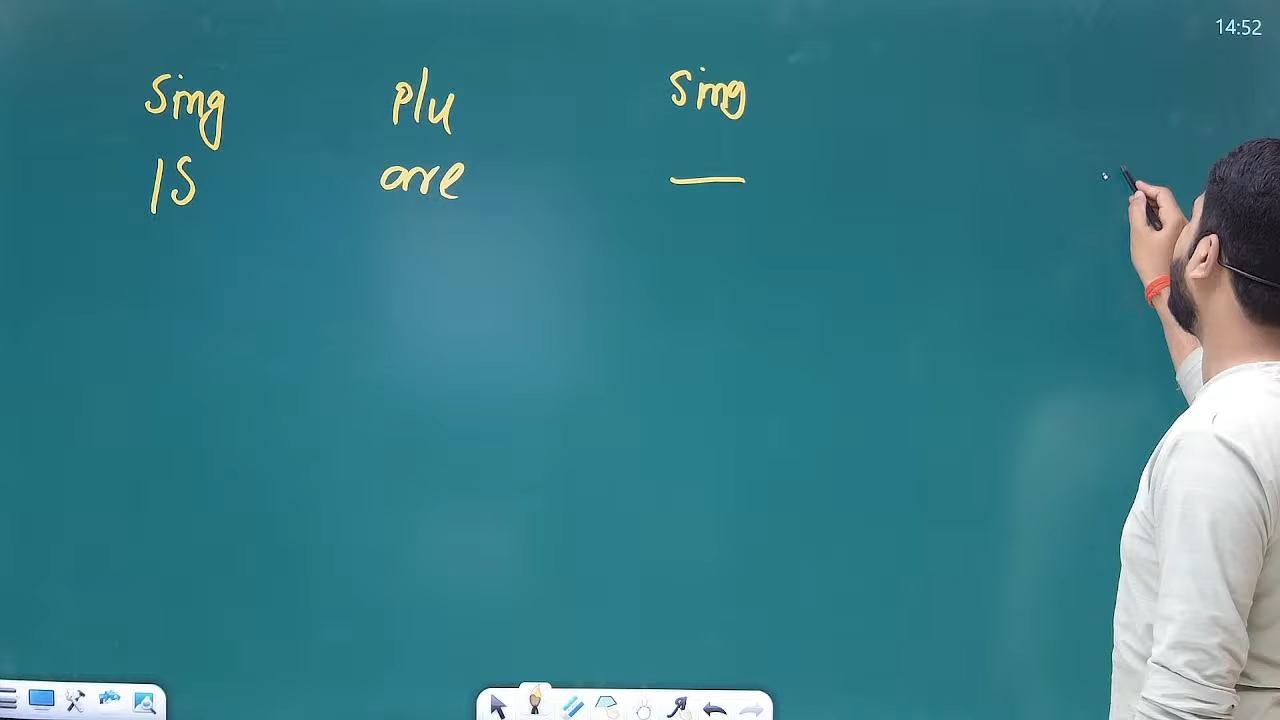 14:52
Sing plu Sing
IS are —